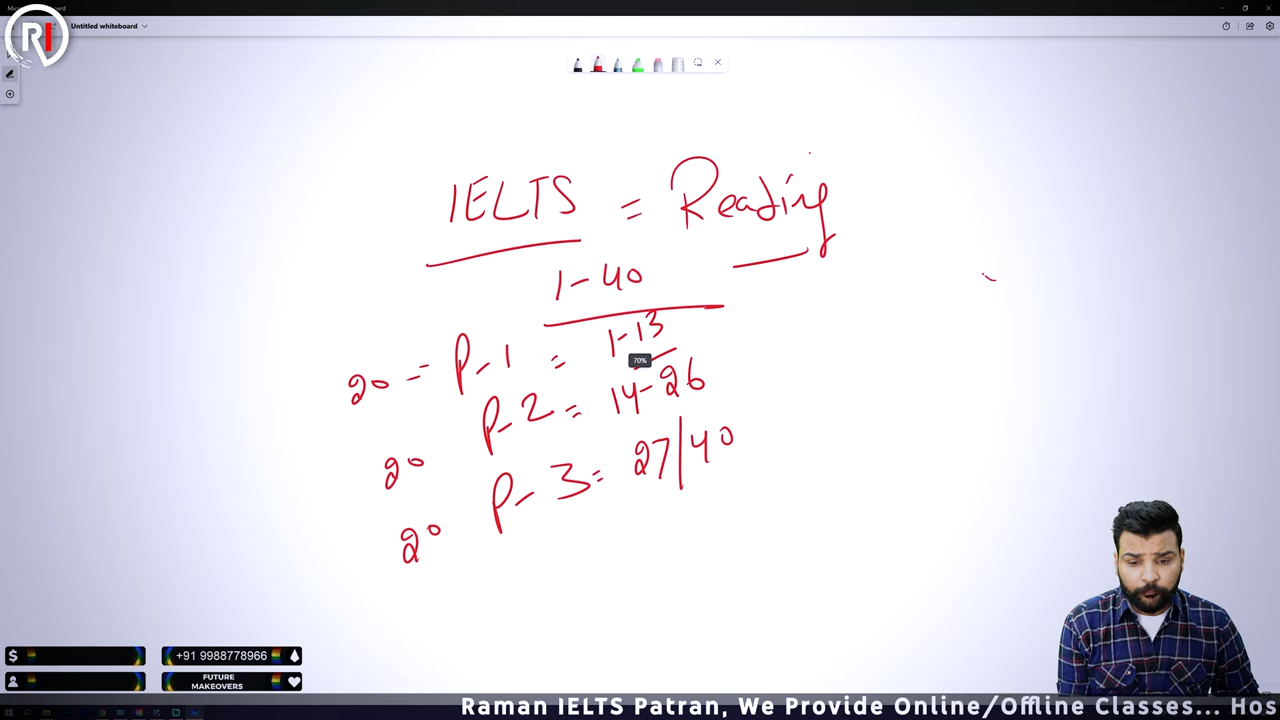 RI
Untitled whiteboard
IELTS = Reading
1-40
20 = P-1 = 1-13
70%
P-2 = 14-26
20
P-3 = 27/40
20
$
+91 9988778966
FUTURE
MAKEOVERS
Raman IELTS Patran, We Provide Online/Offline Classes... Hos